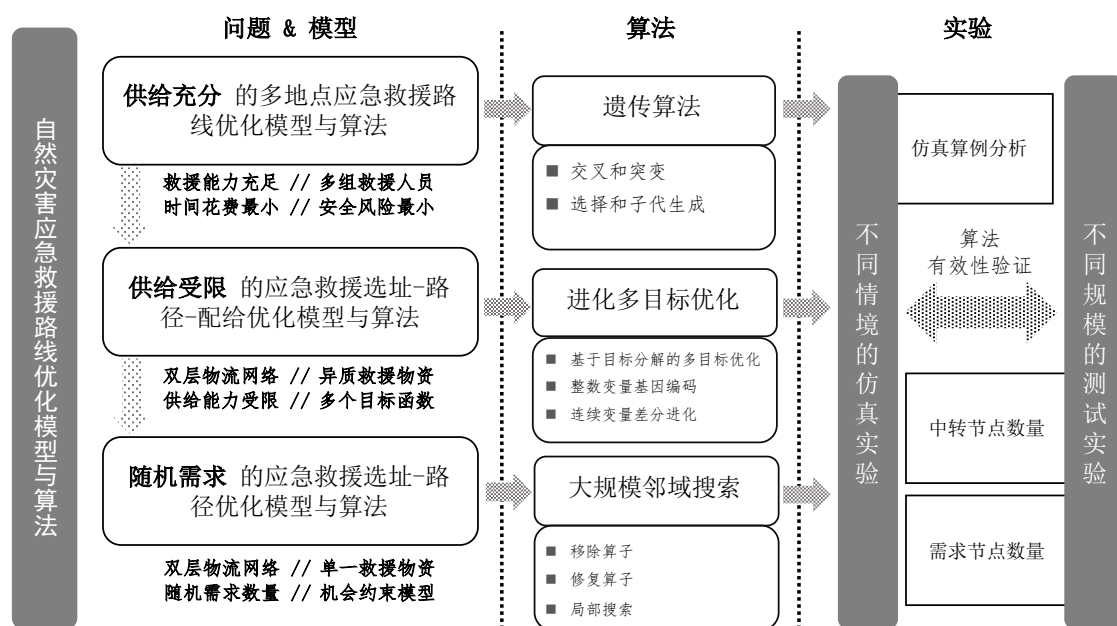 问题 & 模型
算法
实验
自然灾害应急救援路线优化模型与算法
供给充分 的多地点应急救援路
线优化模型与算法
救援能力充足 // 多组救援人员
时间花费最小 // 安全风险最小
供给受限 的应急救援选址-路
径-配给优化模型与算法
双层物流网络 // 异质救援物资
供给能力受限 // 多个目标函数
随机需求 的应急救援选址-路
径优化模型与算法
双层物流网络 // 单一救援物资
随机需求数量 // 机会约束模型
遗传算法
■ 交叉和突变
■ 选择和子代生成
进化多目标优化
■ 基于目标分解的多目标优化
■ 整数变量基因编码
■ 连续变量差分进化
大规模邻域搜索
■ 移除算子
■ 修复算子
■ 局部搜索
不同情境的仿真实验
仿真算例分析
算法
有效性验证
中转节点数量
需求节点数量
不同规模的测试实验